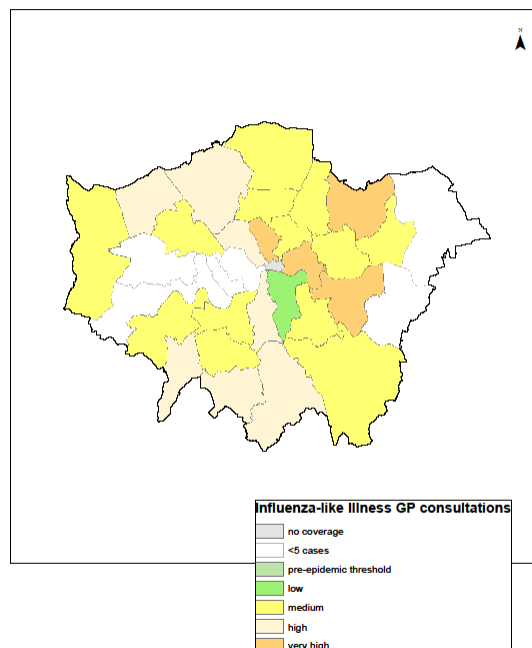 N
Influenza-like Illness GP consultations
no coverage
<5 cases
pre-epidemic threshold
low
medium
high
very high